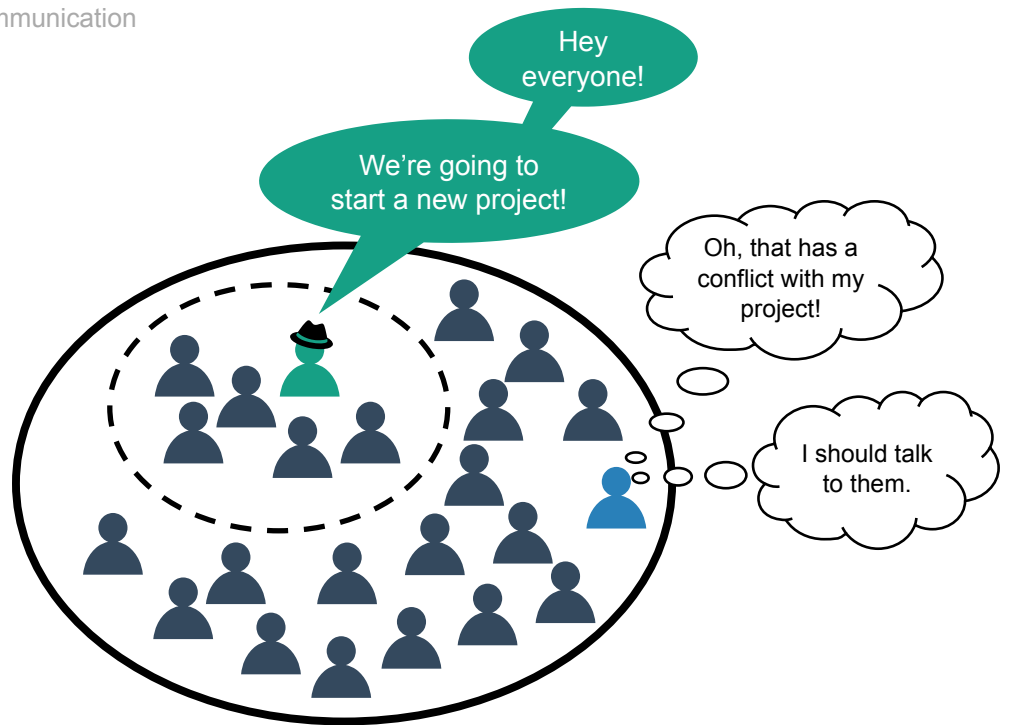 mmunication
Hey
everyone!
We’re going to
start a new project!
Oh, that has a
conflict with my
project!
I should talk
to them.